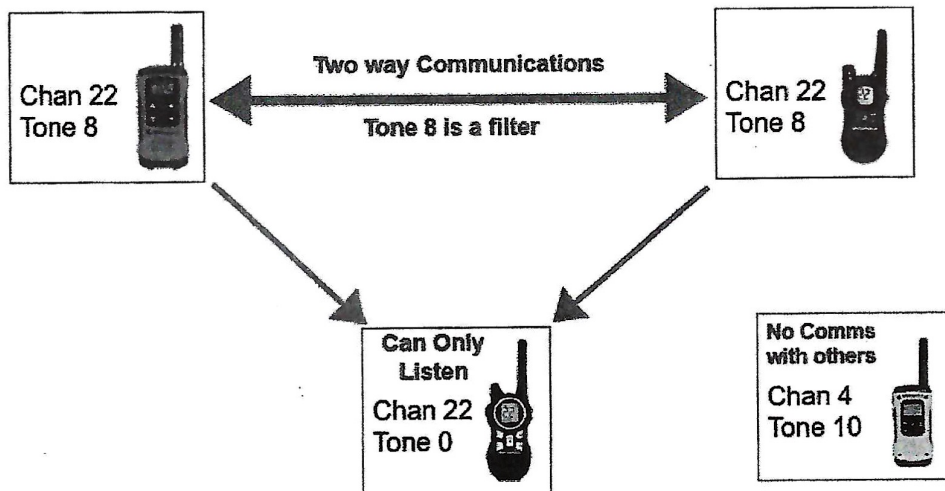 Chan 22
Tone 8
Two way Communications
Tone 8 is a filter
Chan 22
Tone 8
Can Only
Listen
Chan 22
Tone 0
22
No Comms
with others
Chan 4
Tone 10